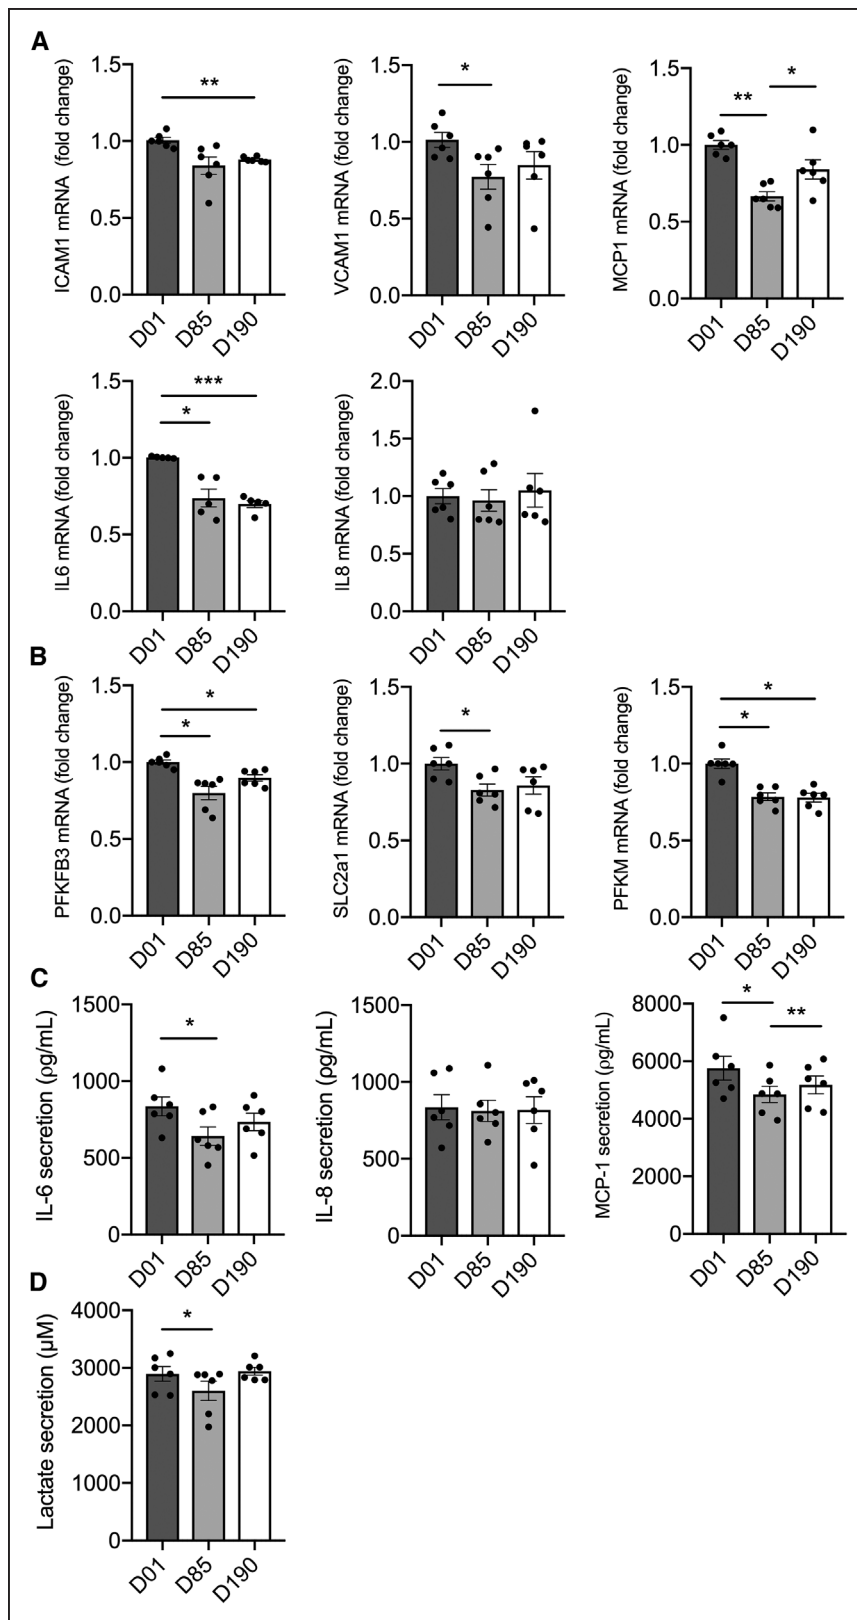 A
ICAM1 mRNA (fold change)
1.5
1.0
0.5
0.0
**
D01
D85
D190
VCAM1 mRNA (fold change)
1.5
1.0
0.5
0.0
*
D01
D85
D190
MCP1 mRNA (fold change)
1.5
1.0
0.5
0.0
**
*
D01
D85
D190
IL6 mRNA (fold change)
1.5
1.0
0.5
0.0
***
*
D01
D85
D190
IL8 mRNA (fold change)
2.0
1.5
1.0
0.5
0.0
D01
D85
D190
B
PFKFB3 mRNA (fold change)
1.5
1.0
0.5
0.0
*
*
D01
D85
D190
SLC2a1 mRNA (fold change)
1.5
1.0
0.5
0.0
*
D01
D85
D190
PFKM mRNA (fold change)
1.5
1.0
0.5
0.0
*
*
D01
D85
D190
C
IL-6 secretion (ρg/mL)
1500
1000
500
0
*
D01
D85
D190
IL-8 secretion (ρg/mL)
1500
1000
500
0
D01
D85
D190
MCP-1 secretion (ρg/mL)
8000
6000
4000
2000
0
*
**
D01
D85
D190
D
Lactate secretion (μM)
4000
3000
2000
1000
0
*
D01
D85
D190